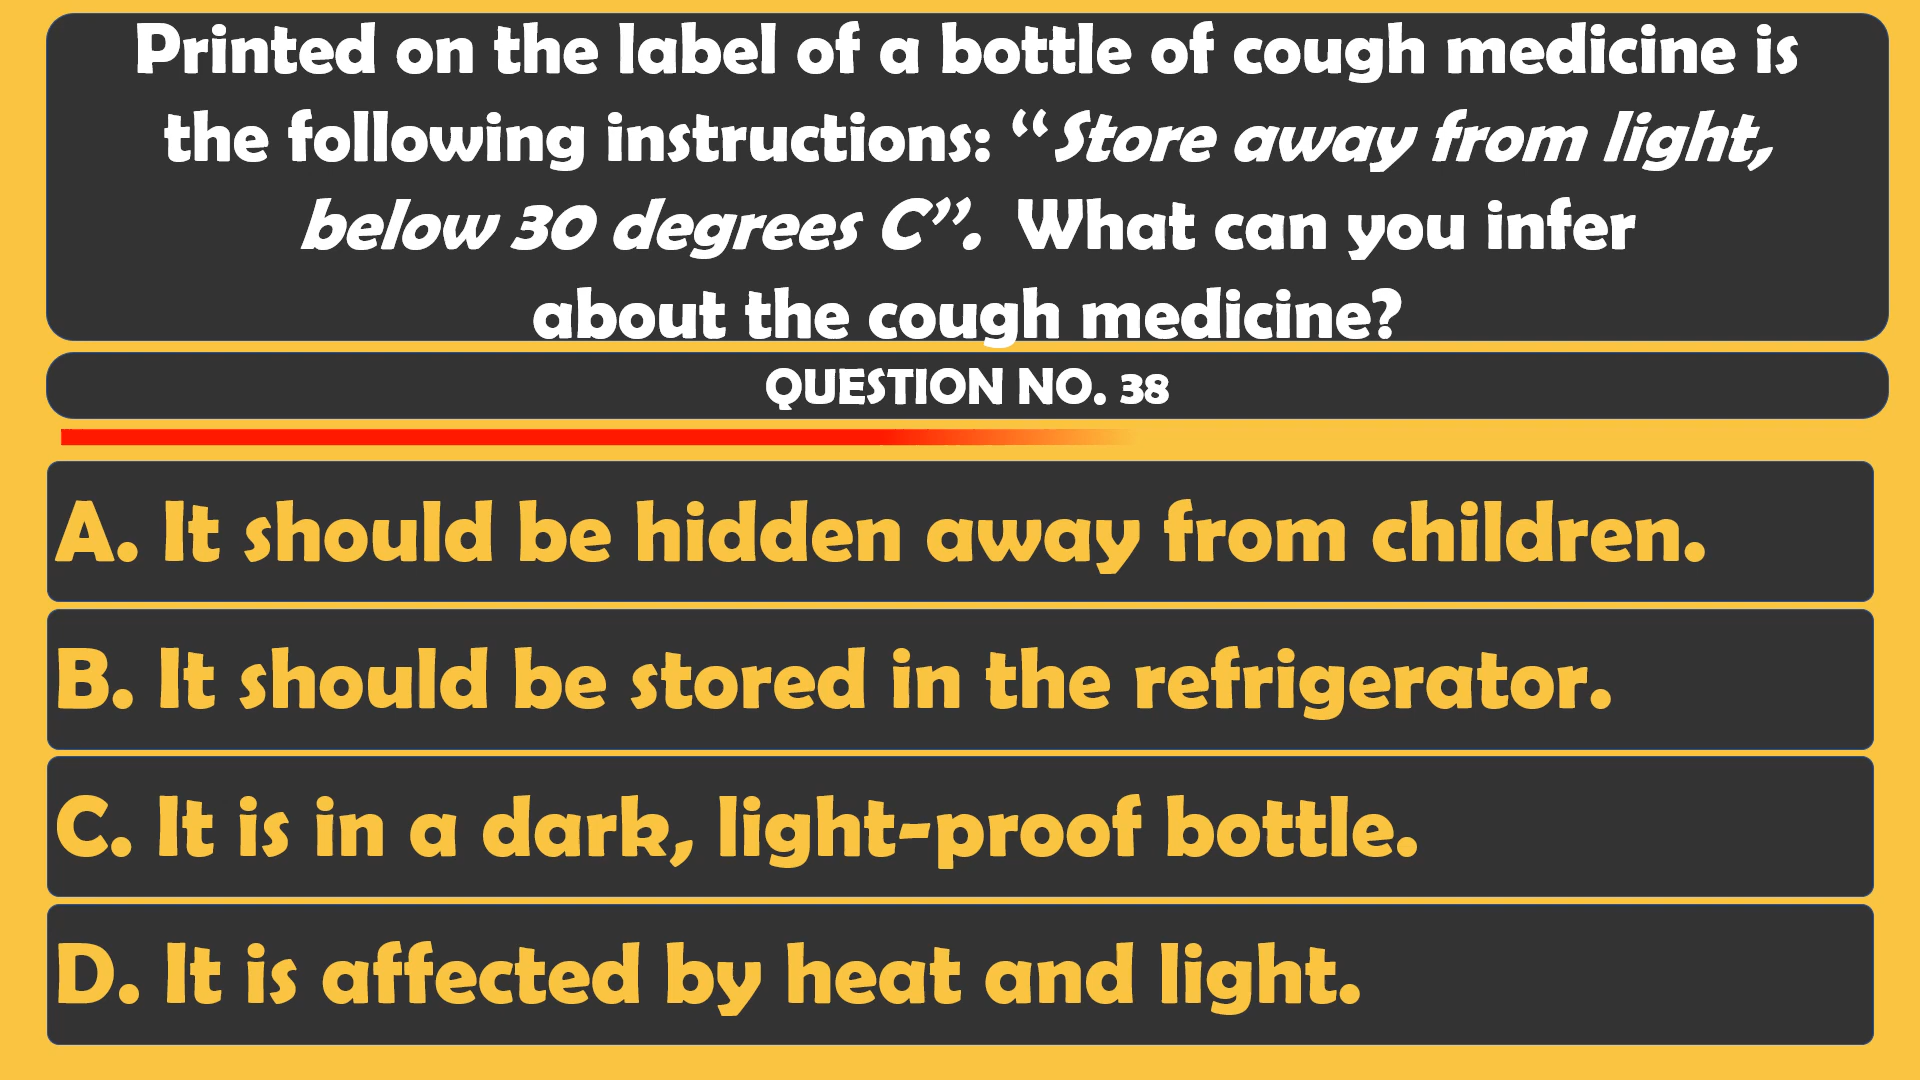 Printed on the label of a bottle of cough medicine is
the following instructions: “Store away from light,
below 30 degrees C”. What can you infer
about the cough medicine?
QUESTION NO. 38
A. It should be hidden away from children.
B. It should be stored in the refrigerator.
C. It is in a dark, light-proof bottle.
D. It is affected by heat and light.